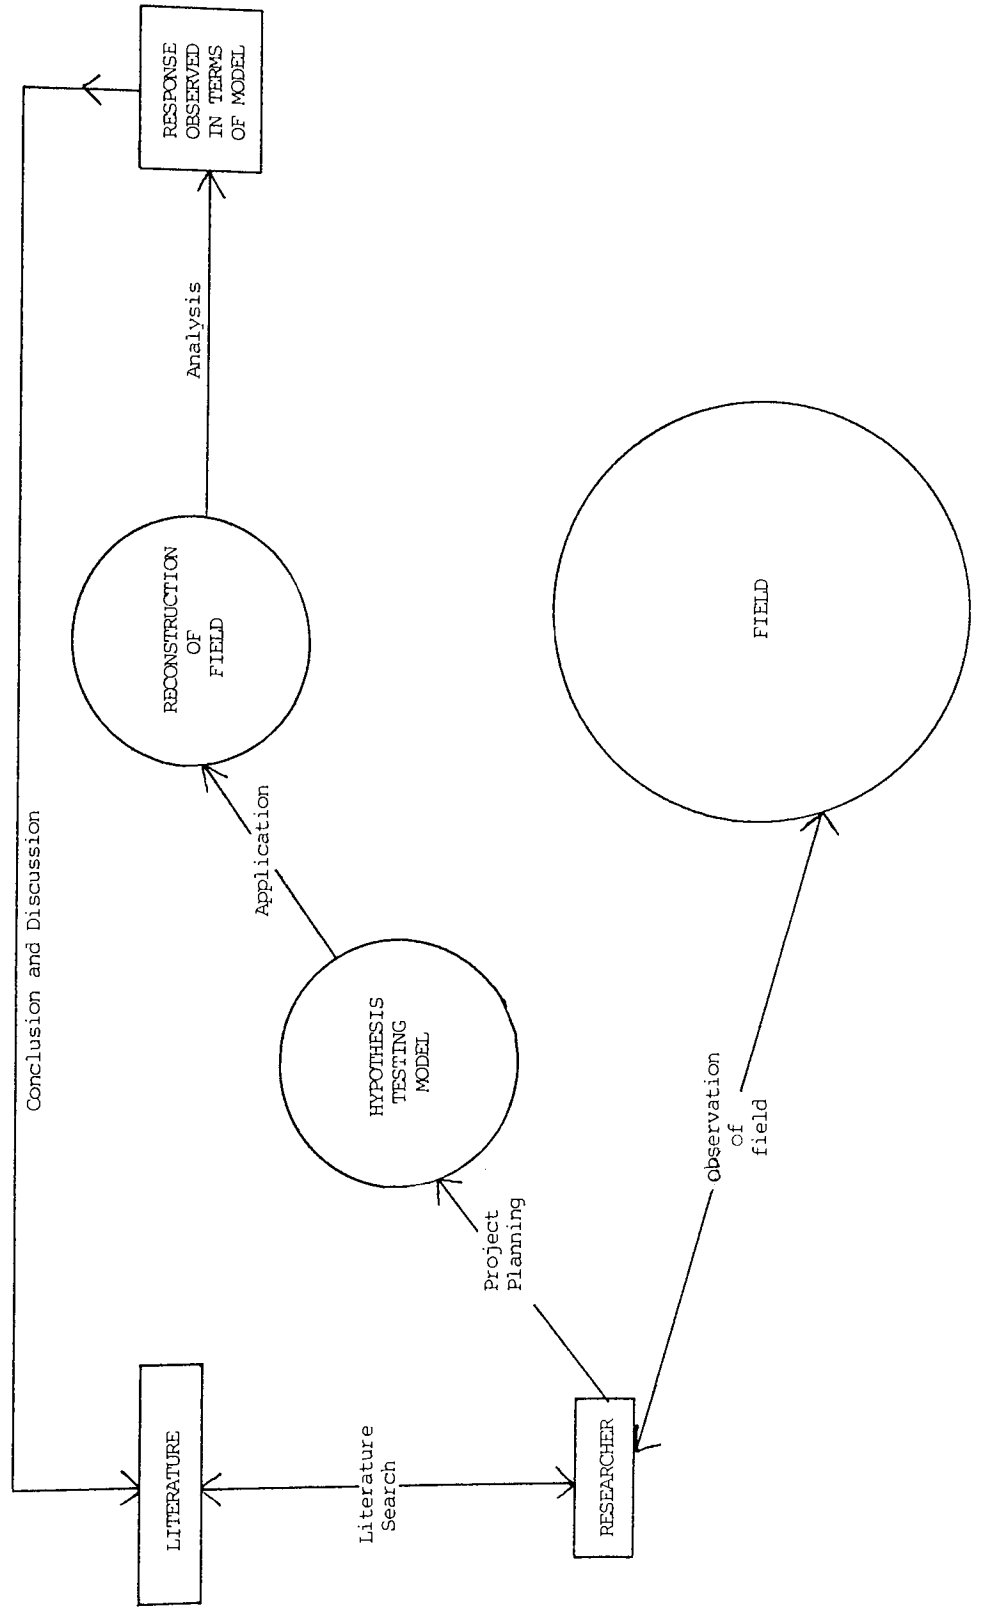 Conclusion and Discussion
LITERATURE
RECONSTRUCTION
OF
FIELD
Analysis
RESPONSE
OBSERVED
IN TERMS
OF MODEL
Application
Literature
Search
HYPOTHESIS
TESTING
MODEL
Project
Planning
RESEARCHER
observation
of
field
FIELD